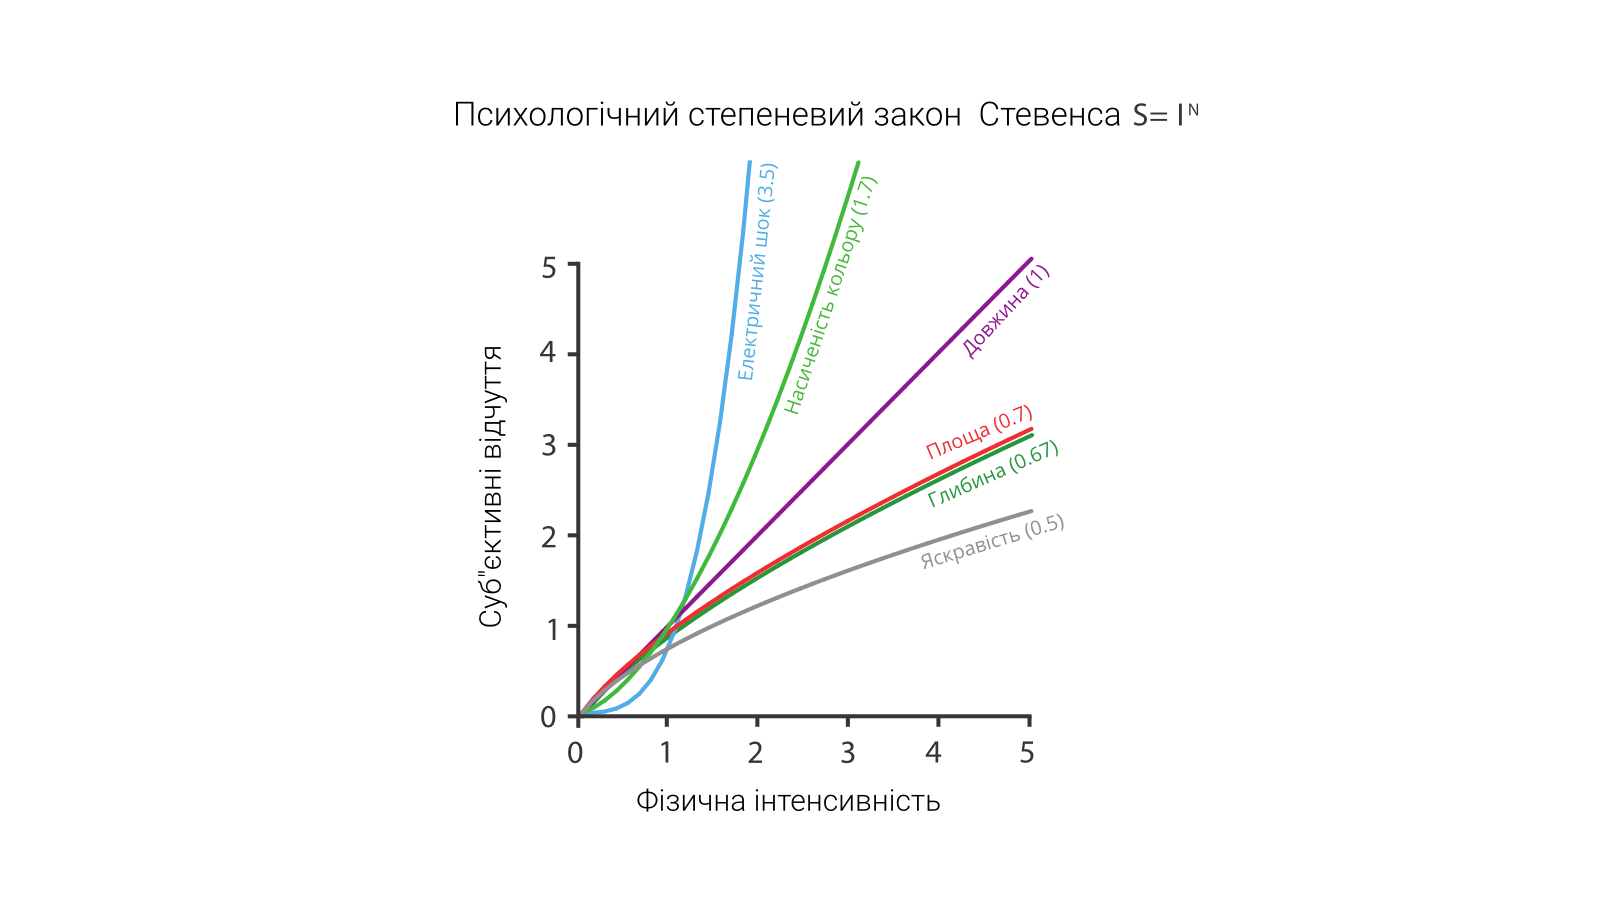 Психологічний степеневий закон Стевенса S= I ᴺ
Електричний шок (3.5)
Насиченість кольору (1.7)
Довжина (1)
Площа (0.7)
Глибина (0.67)
Яскравість (0.5)
Суб"єктивні відчуття
5
4
3
2
1
0
0 1 2 3 4 5
Фізична інтенсивність